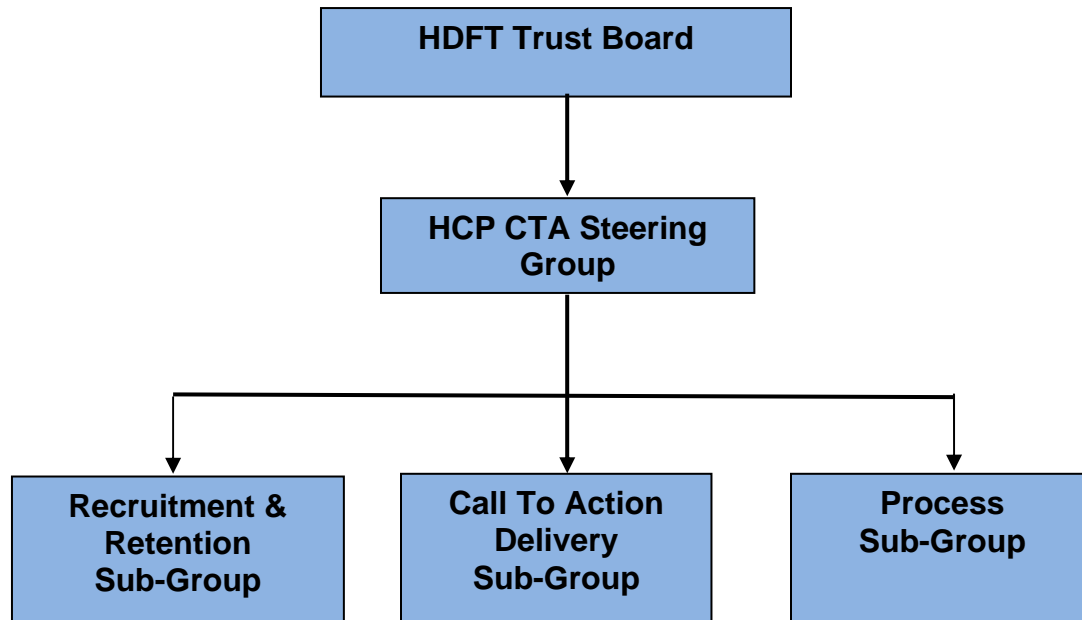 HDFT Trust Board
HCP CTA Steering
Group
Recruitment &
Retention
Sub-Group
Call To Action
Delivery
Sub-Group
Process
Sub-Group